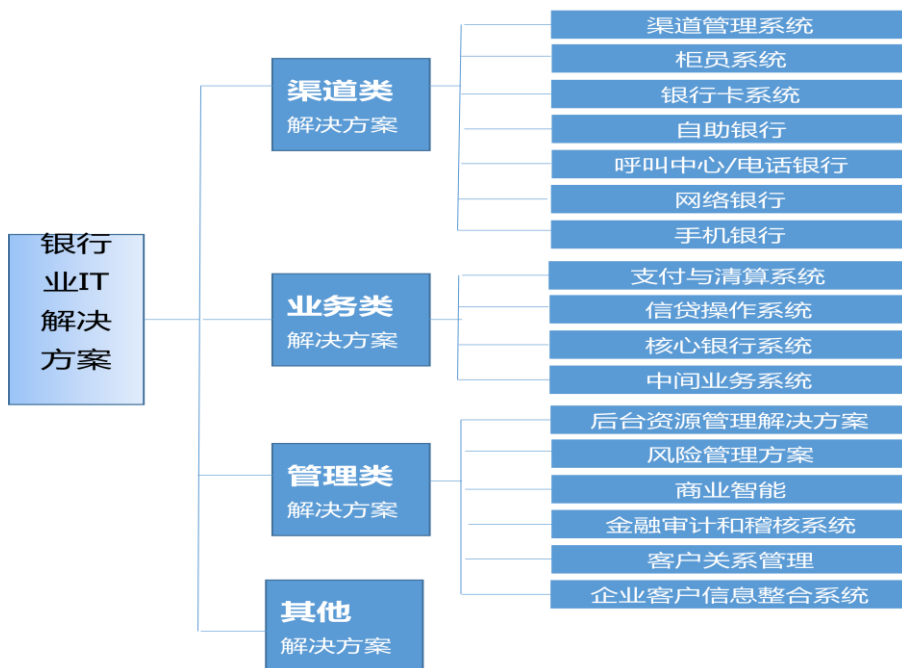 银行
业IT
解决
方案
渠道类
解决方案
渠道管理系统
柜员系统
银行卡系统
自助银行
呼叫中心/电话银行
网络银行
手机银行
业务类
解决方案
支付与清算系统
信贷操作系统
核心银行系统
中间业务系统
管理类
解决方案
后台资源管理解决方案
风险管理方案
商业智能
金融审计和稽核系统
客户关系管理
企业客户信息整合系统
其他
解决方案